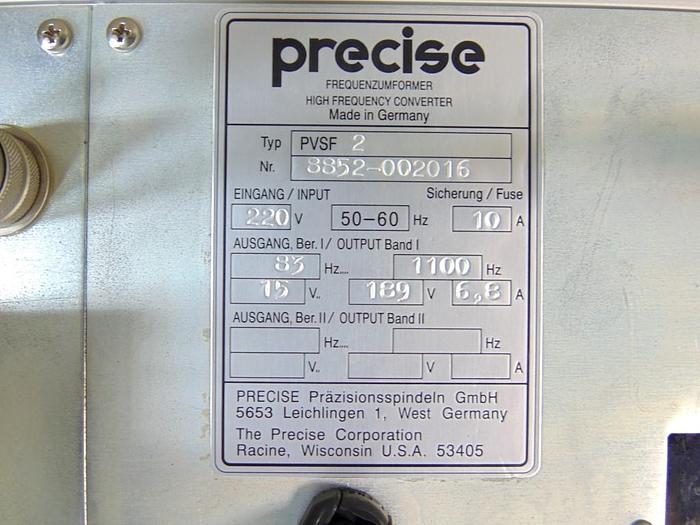 precise
FREQUENZUMFORMER
HIGH FREQUENCY CONVERTER
Made in Germany
Typ PVSF 2
Nr. 8852-002016
EINGANG / INPUT Sicherung / Fuse
220 V 50-60 Hz 10 A
AUSGANG, Ber. I / OUTPUT Band I
83 Hz.... 1100 Hz
15 V.. 189 V 6,8 A
AUSGANG, Ber. II / OUTPUT Band II
Hz.... Hz
V.. V A
PRECISE Präzisionsspindeln GmbH
5653 Leichlingen 1, West Germany
The Precise Corporation
Racine, Wisconsin U.S.A. 53405